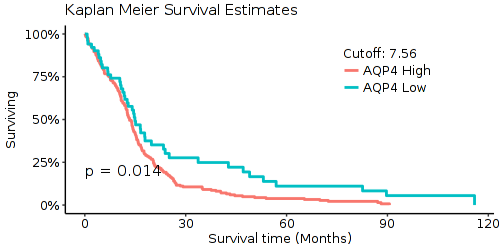 Kaplan Meier Survival Estimates
Cutoff: 7.56
AQP4 High
AQP4 Low
100%
75%
50%
25%
0%
Surviving
p = 0.014
0
30
60
90
120
Survival time (Months)